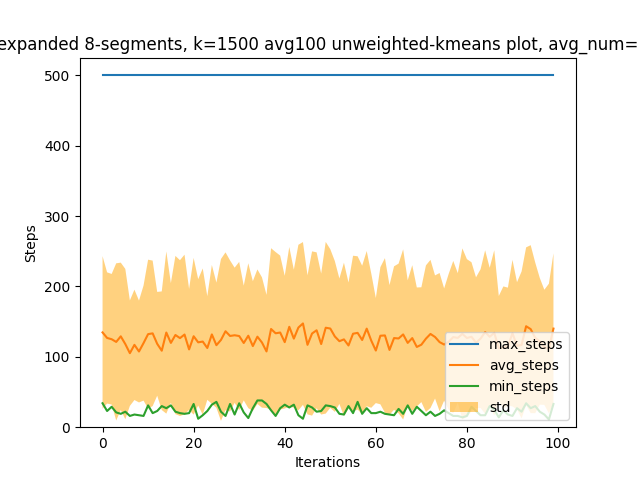 expanded 8-segments, k=1500 avg100 unweighted-kmeans plot, avg_num=
500
400
300
200
100
0
Steps
0 20 40 60 80 100
Iterations
max_steps
avg_steps
min_steps
std